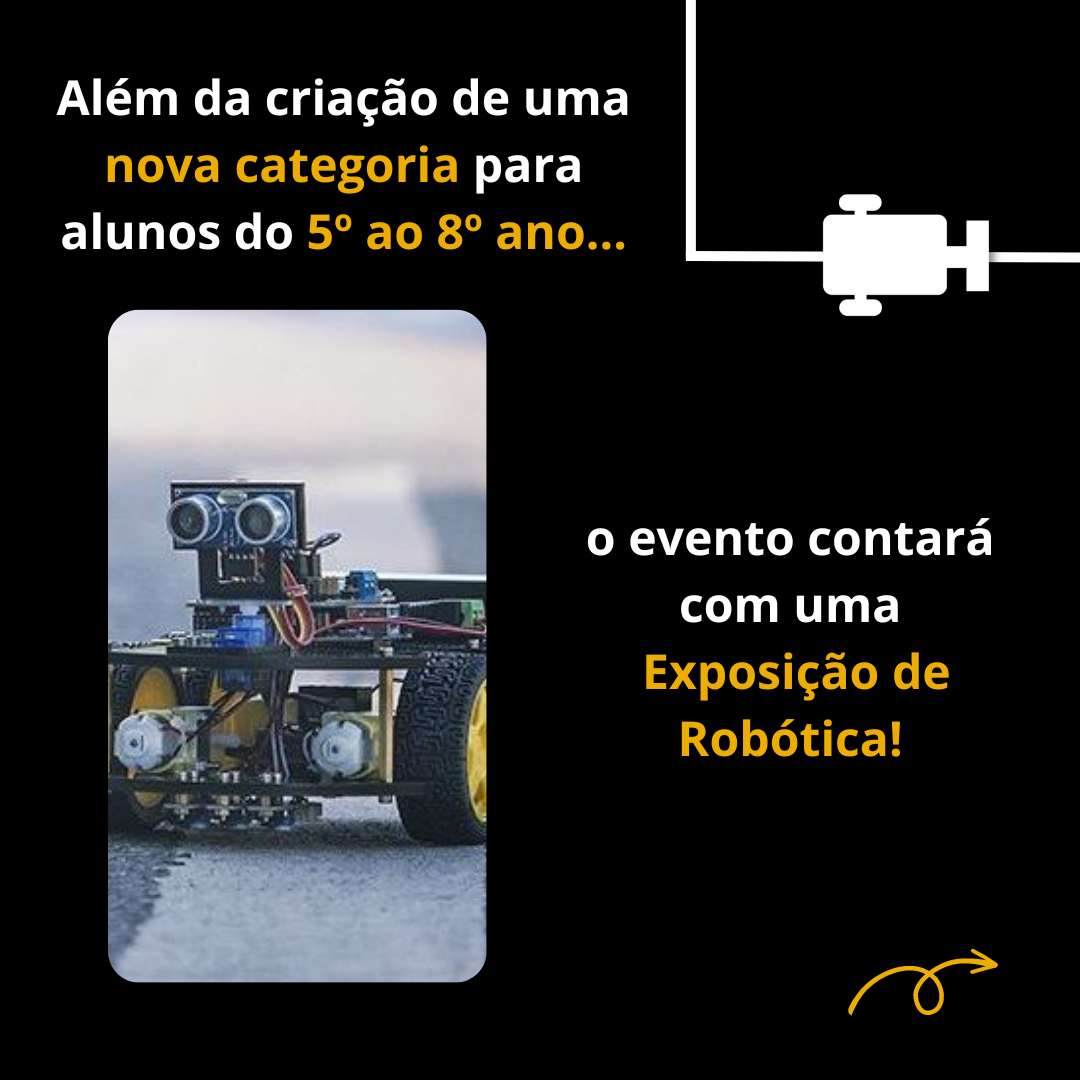 Além da criação de uma
nova categoria para
alunos do 5º ao 8º ano...
o evento contará
com uma
Exposição de
Robótica!